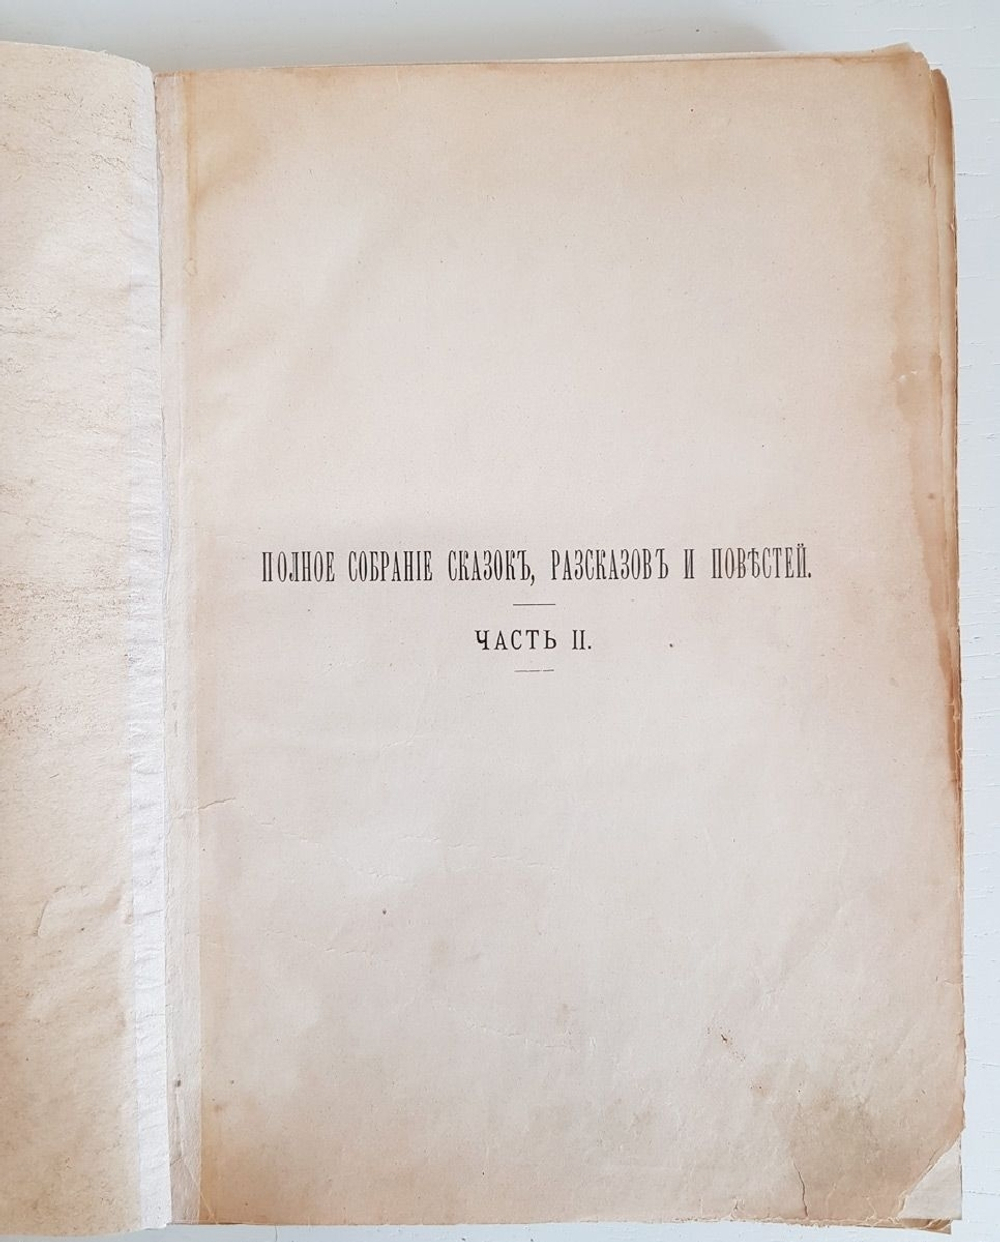 ПОЛНОЕ СОБРАНІЕ СКАЗОКЪ, РАЗСКАЗОВЪ И ПОВѢСТЕЙ.
ЧАСТЬ II.